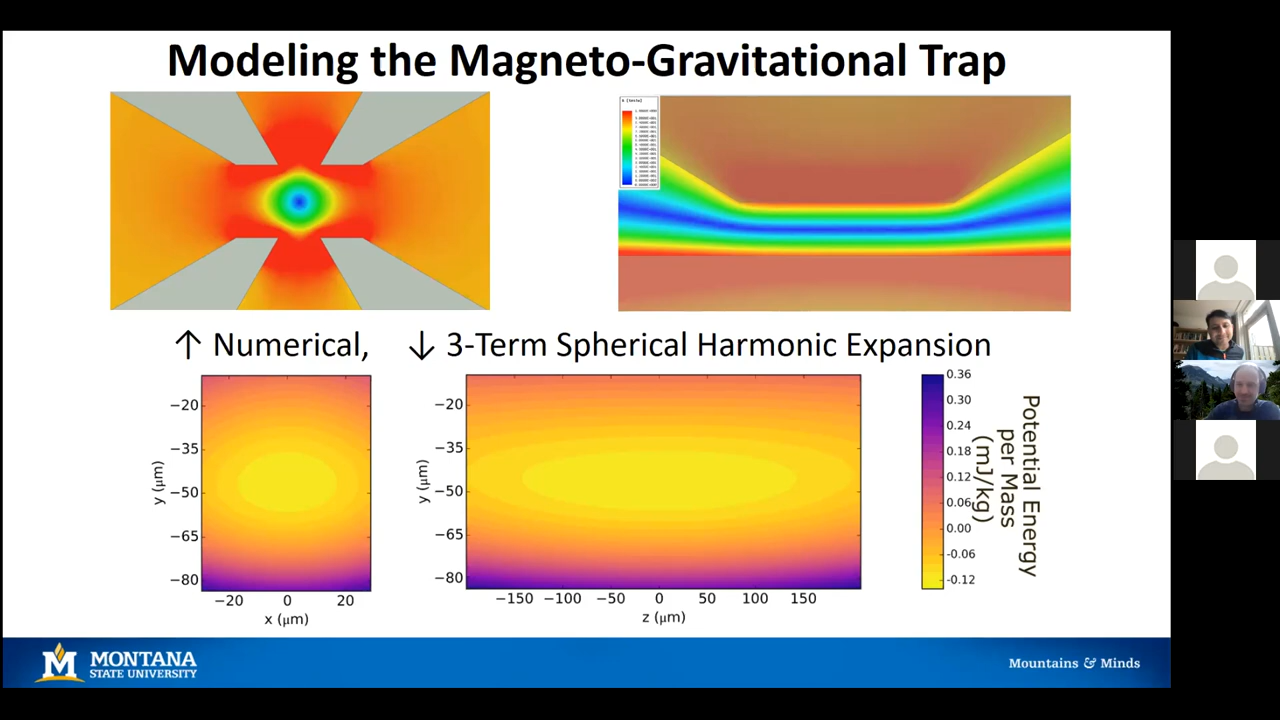 Modeling the Magneto-Gravitational Trap
↑ Numerical, ↓ 3-Term Spherical Harmonic Expansion
−20
−35
−50
−65
−80
y (μm)
−20 0 20
x (μm)
−20
−35
−50
−65
−80
y (μm)
−150 −100 −50 0 50 100 150
z (μm)
0.36
0.30
0.24
0.18
0.12
0.06
0.00
-0.06
-0.12
Potential Energy
per Mass
(mJ/kg)
M MONTANA
STATE UNIVERSITY
Mountains & Minds